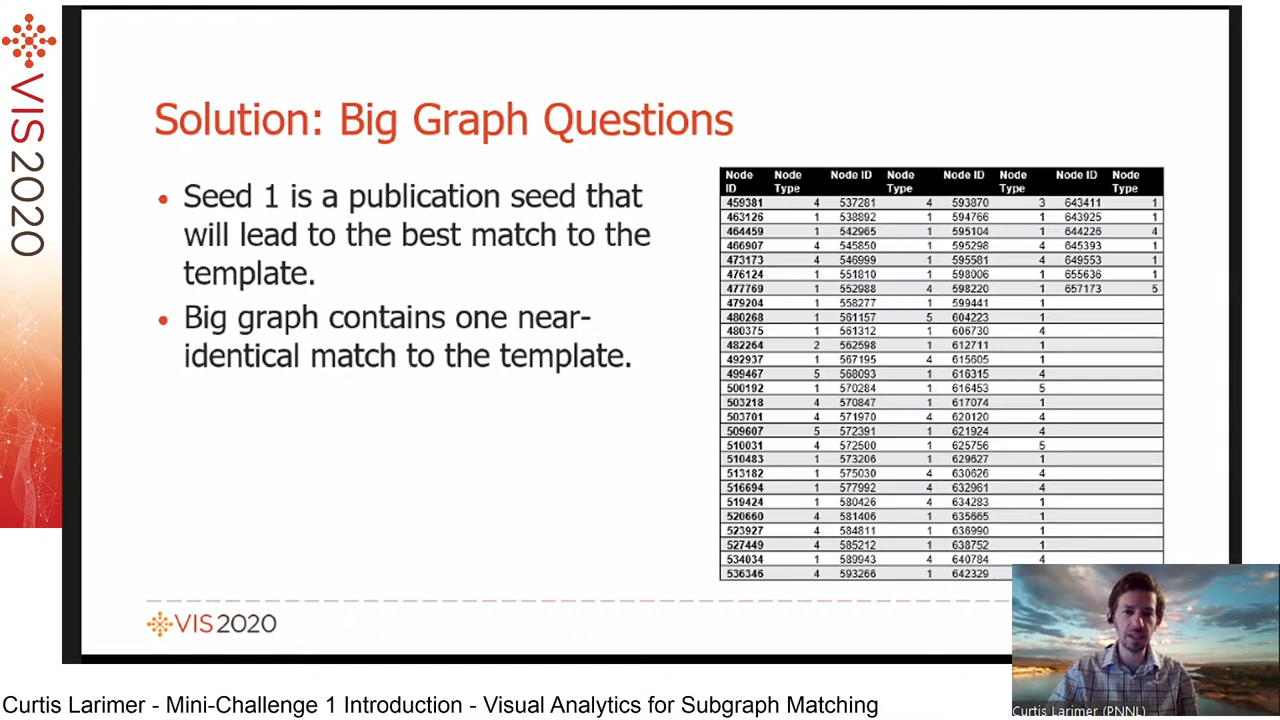 VIS2020
Solution: Big Graph Questions
• Seed 1 is a publication seed that
will lead to the best match to the
template.
• Big graph contains one near-
identical match to the template.
Node ID Node Type Node ID Node Type Node ID Node Type Node ID Node Type
459381 4 537281 4 593870 3 643411 1
463126 1 538892 1 594766 1 643925 1
464459 1 542965 1 595104 1 644226 4
466907 4 545850 1 595298 4 645393 1
473173 4 546999 1 595581 4 649553 1
476124 1 551810 1 598006 1 655636 1
477769 1 552988 4 598220 1 657173 5
479204 1 558277 1 599441 1
480268 1 561157 5 604223 1
480375 1 561312 1 606730 4
482264 2 562598 1 612711 1
492937 1 567195 4 615605 1
499467 5 568093 1 616315 4
500192 1 570284 1 616453 5
503218 4 570847 1 617074 1
503701 4 571970 4 620120 4
509607 5 572391 1 621924 4
510031 4 572500 1 625756 5
510483 1 573206 1 629627 1
513182 1 575030 4 630626 4
516694 1 577992 4 632961 4
519424 1 580426 4 634283 1
520660 4 581406 1 635665 1
523927 4 584811 1 636990 1
527449 4 585212 1 638752 1
534034 1 589943 4 640784 4
536346 4 593266 1 642329
VIS2020
Curtis Larimer (PNNL)
Curtis Larimer - Mini-Challenge 1 Introduction - Visual Analytics for Subgraph Matching